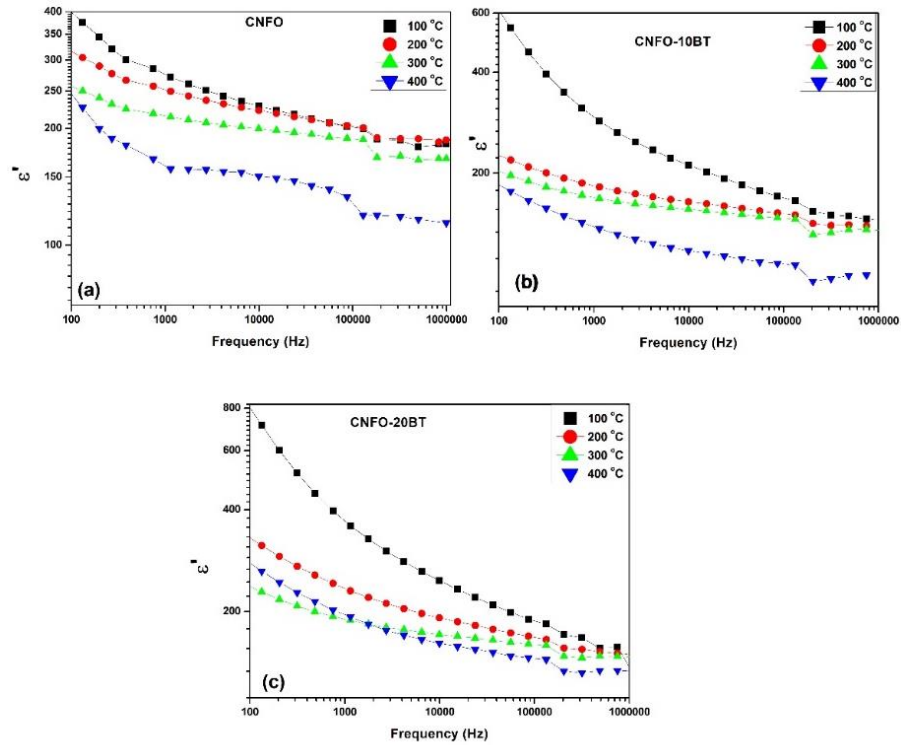 CNFO
100 °C
200 °C
300 °C
400 °C
400
350
300
250
200
150
100
ε'
(a)
100 1000 10000 100000 1000000
Frequency (Hz)
CNFO-10BT
100 °C
200 °C
300 °C
400 °C
600
400
200
ε'
(b)
100 1000 10000 100000 1000000
Frequency (Hz)
CNFO-20BT
100 °C
200 °C
300 °C
400 °C
800
600
400
200
ε'
(c)
100 1000 10000 100000 1000000
Frequency (Hz)